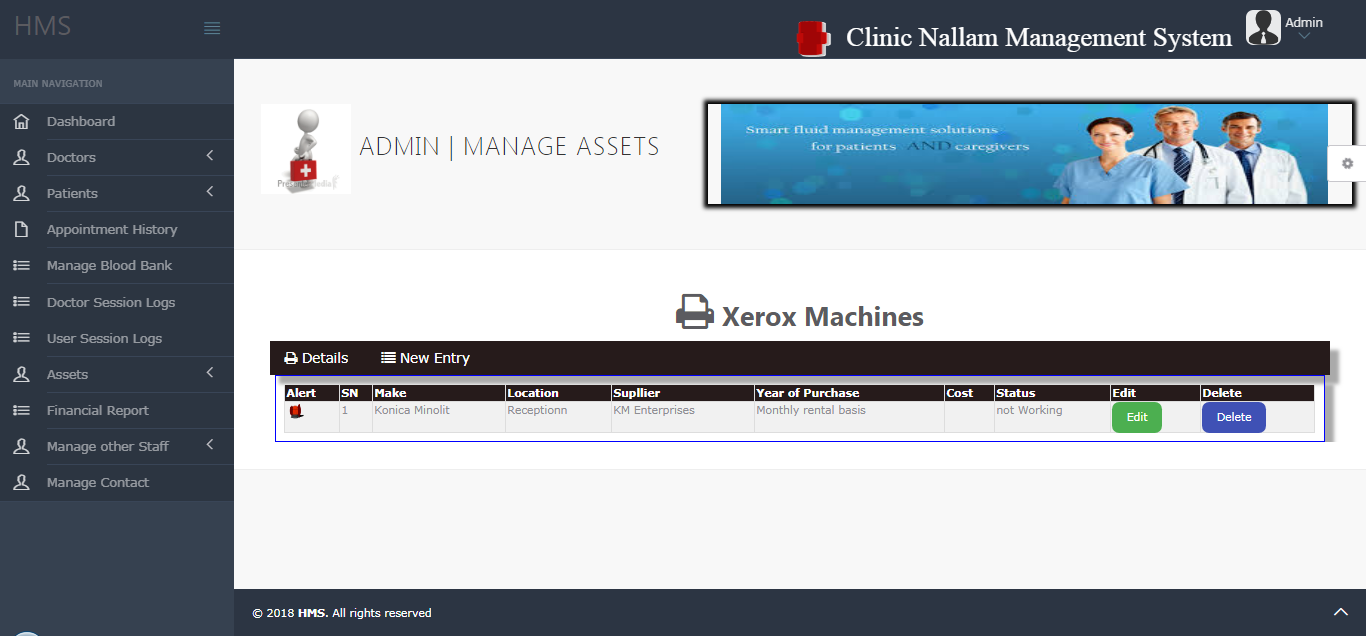 HMS
Clinic Nallam Management System
Admin
MAIN NAVIGATION
Dashboard
Doctors
Patients
Appointment History
Manage Blood Bank
Doctor Session Logs
User Session Logs
Assets
Financial Report
Manage other Staff
Manage Contact
ADMIN | MANAGE ASSETS
Smart fluid management solutions
for patients AND caregivers
Xerox Machines
Details New Entry
Alert SN Make Location Supllier Year of Purchase Cost Status Edit Delete
1 Konica Minolit Receptionn KM Enterprises Monthly rental basis not Working Edit Delete
© 2018 HMS. All rights reserved